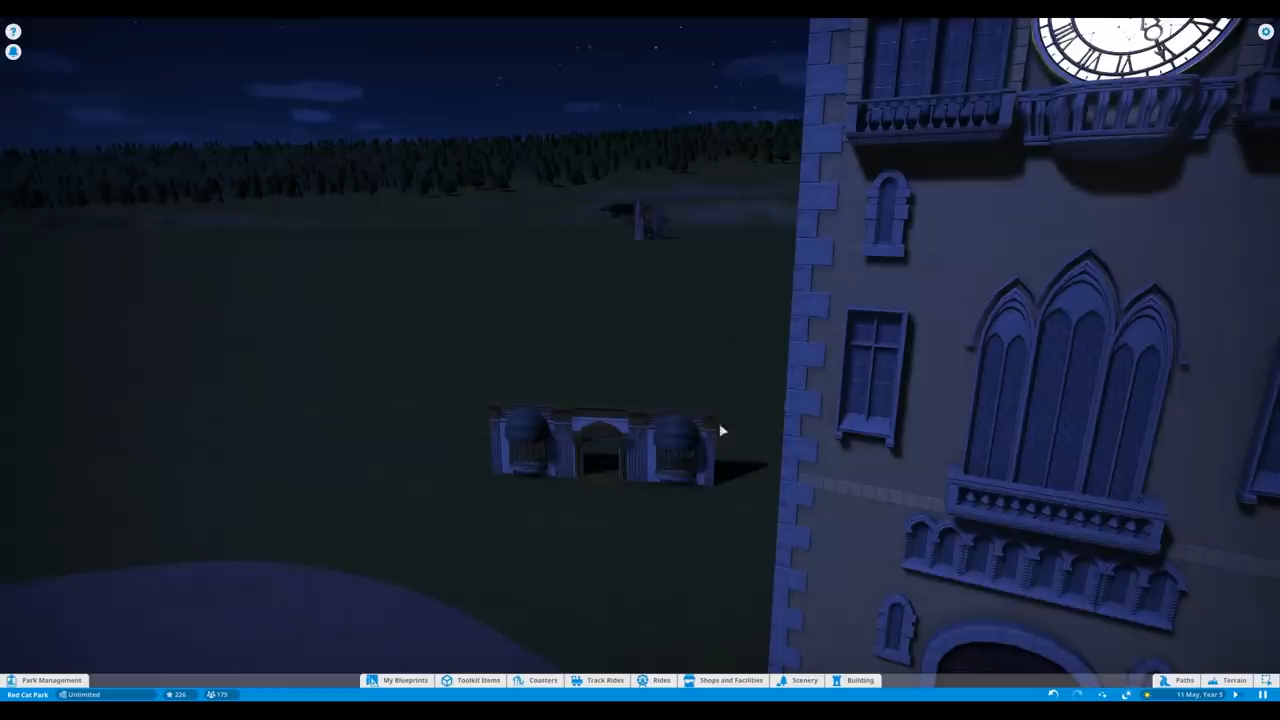 ?
Park Management
My Blueprints
Toolkit Items
Coasters
Track Rides
Rides
Shops and Facilities
Scenery
Building
Paths
Terrain
Red Cat Park
Unlimited
226
175
11 May, Year 5